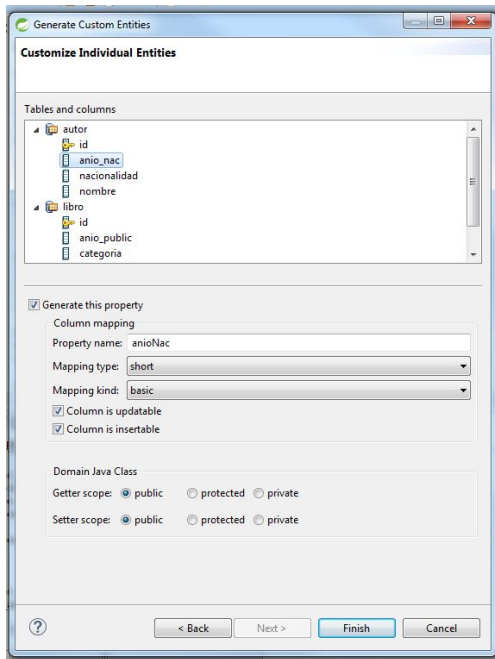 Generate Custom Entities
Customize Individual Entities
Tables and columns
autor
id
anio_nac
nacionalidad
nombre
libro
id
anio_public
categoria
Generate this property
Column mapping
Property name: anioNac
Mapping type: short
Mapping kind: basic
Column is updatable
Column is insertable
Domain Java Class
Getter scope: public protected private
Setter scope: public protected private
? < Back Next > Finish Cancel